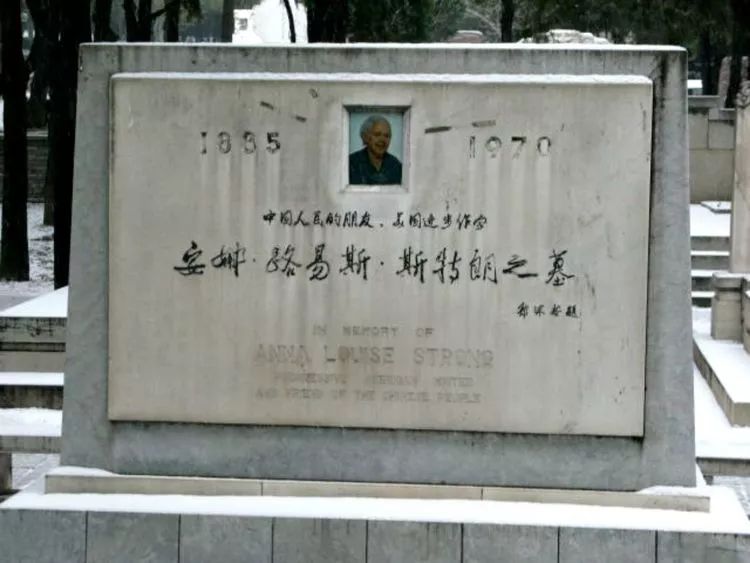 1885 1970
中国人民的朋友、美国进步作家
安娜·路易斯·斯特朗之墓
郭沫若题
IN MEMORY OF
ANNA LOUISE STRONG
PROGRESSIVE AMERICAN WRITER
AND FRIEND OF THE CHINESE PEOPLE